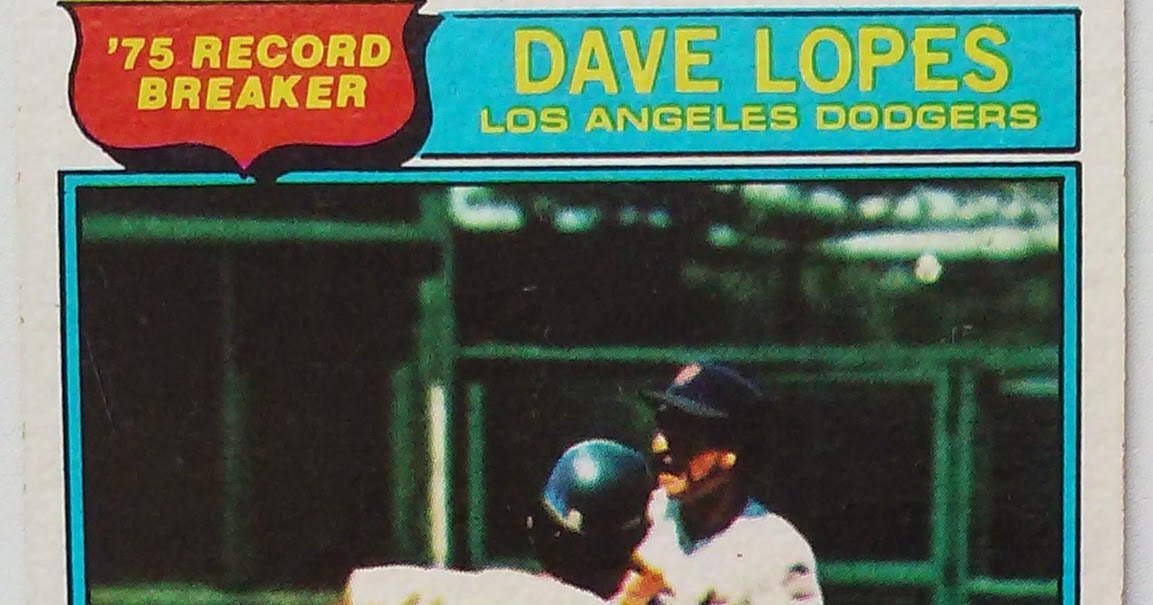 '75 RECORD
BREAKER
DAVE LOPES
LOS ANGELES DODGERS